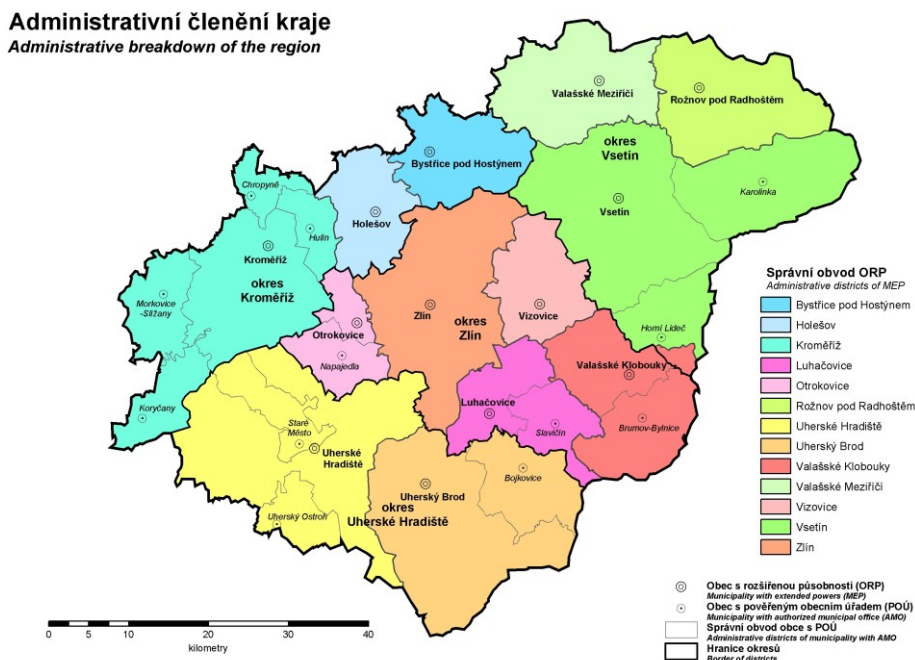 Administrativní členění kraje
Administrative breakdown of the region
Valašské Meziříčí
Rožnov pod Radhoštěm
okres
Vsetín
Bystřice pod Hostýnem
Chropyně
Karolinka
Vsetín
Holešov
Hulín
Kroměříž
okres
Kroměříž
Morkovice
-Slížany
Zlín
okres
Zlín
Vizovice
Otrokovice
Napajedla
Horní Lideč
Valašské Klobouky
Luhačovice
Koryčany
Staré
Město
Slavičín
Brumov-Bylnice
Uherské
Hradiště
Bojkovice
Uherský Brod
okres
Uherské Hradiště
Uherský Ostroh
Správní obvod ORP
Administrative districts of MEP
Bystřice pod Hostýnem
Holešov
Kroměříž
Luhačovice
Otrokovice
Rožnov pod Radhoštěm
Uherské Hradiště
Uherský Brod
Valašské Klobouky
Valašské Meziříčí
Vizovice
Vsetín
Zlín
Obec s rozšířenou působností (ORP)
Municipality with extended powers (MEP)
Obec s pověřeným obecním úřadem (POÚ)
Municipality with authorized municipal office (AMO)
Správní obvod obce s POÚ
Administrative districts of municipality with AMO
Hranice okresů
Border of districts
0 5 10 20 30 40
kilometry